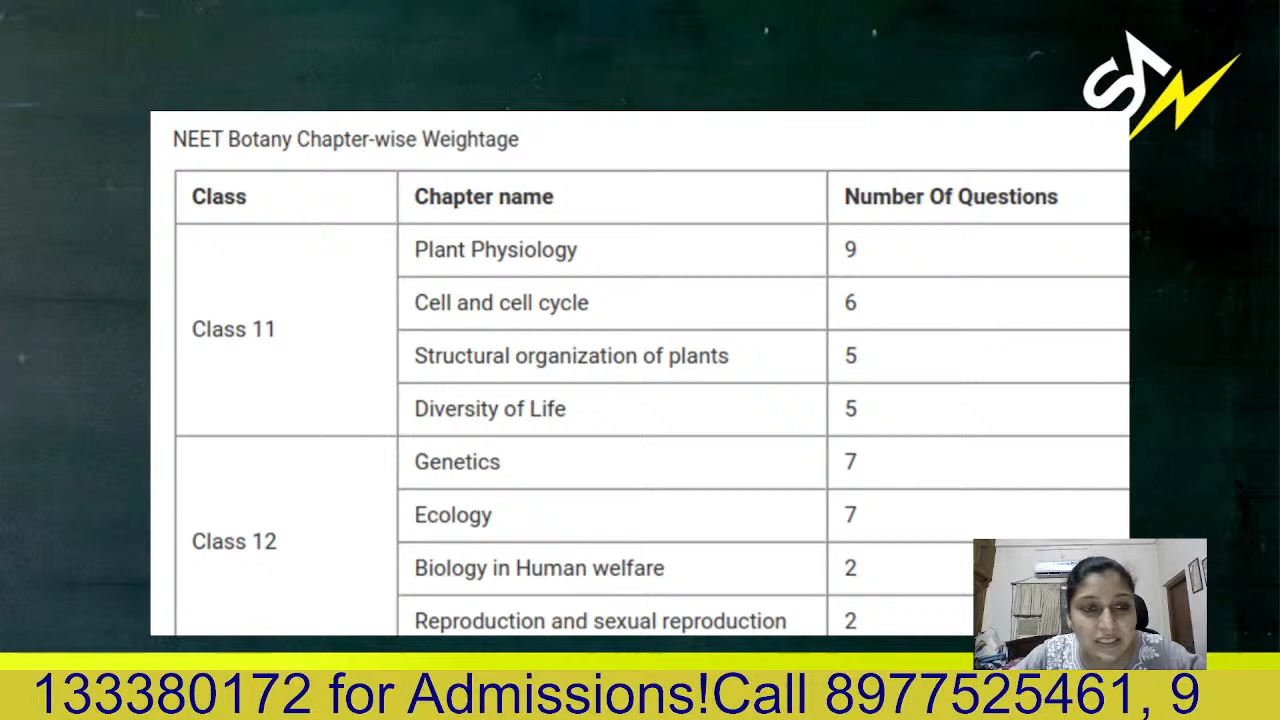 SAN
NEET Botany Chapter-wise Weightage
Class Chapter name Number Of Questions
Class 11
Plant Physiology 9
Cell and cell cycle 6
Structural organization of plants 5
Diversity of Life 5
Class 12
Genetics 7
Ecology 7
Biology in Human welfare 2
Reproduction and sexual reproduction 2
133380172 for Admissions!Call 8977525461, 9